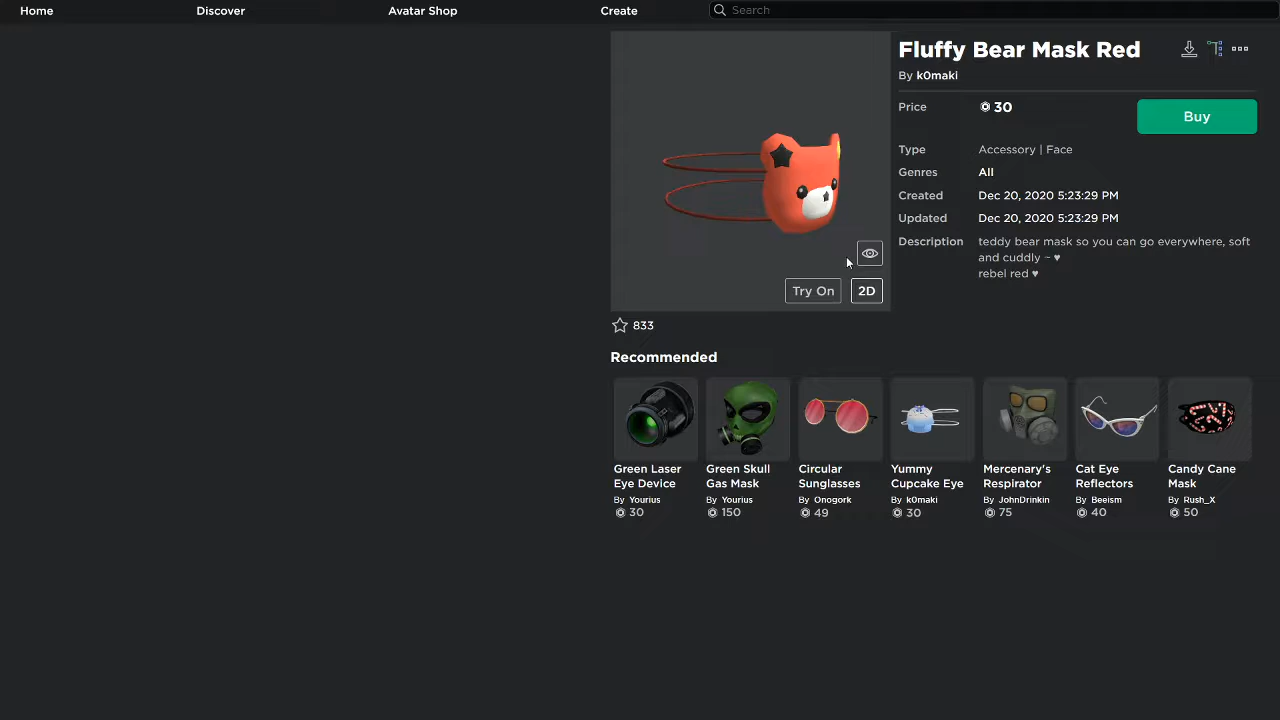 Home Discover Avatar Shop Create Search
Fluffy Bear Mask Red
By k0maki
Price 30 Buy
Type Accessory | Face
Genres All
Created Dec 20, 2020 5:23:29 PM
Updated Dec 20, 2020 5:23:29 PM
Description teddy bear mask so you can go everywhere, soft
and cuddly ~ ♥
rebel red ♥
Try On 2D
833
Recommended
Green Laser
Eye Device
By Yourius
30
Green Skull
Gas Mask
By Yourius
150
Circular
Sunglasses
By Onogork
49
Yummy
Cupcake Eye
By k0maki
30
Mercenary's
Respirator
By JohnDrinkin
75
Cat Eye
Reflectors
By Beeism
40
Candy Cane
Mask
By Rush_X
50